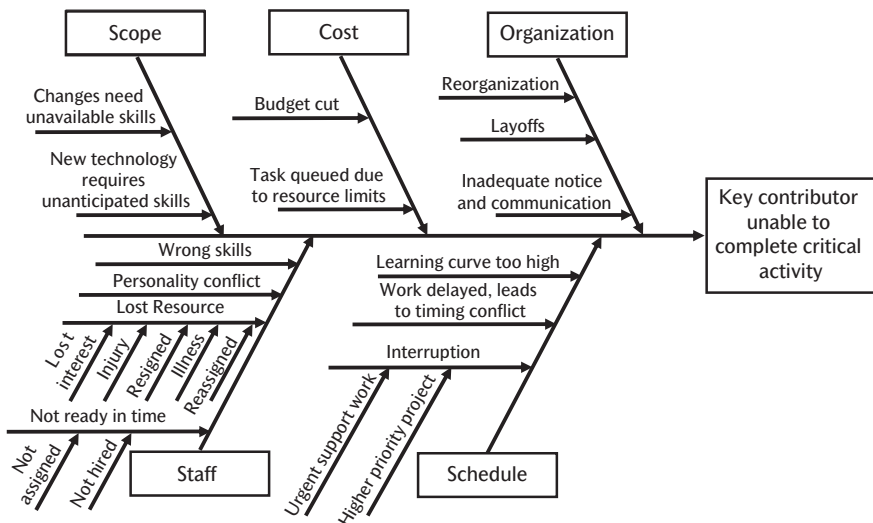 Scope
Cost
Organization
Changes need
unavailable skills
Budget cut
Reorganization
Layoffs
New technology
requires
unanticipated skills
Task queued due
to resource limits
Inadequate notice
and communication
Key contributor
unable to
complete critical
activity
Wrong skills
Personality conflict
Lost Resource
Lost
interest
Injury
Resigned
Illness
Reassigned
Not ready in time
Not
assigned
Not hired
Staff
Learning curve too high
Work delayed, leads
to timing conflict
Interruption
Urgent support work
Higher priority project
Schedule